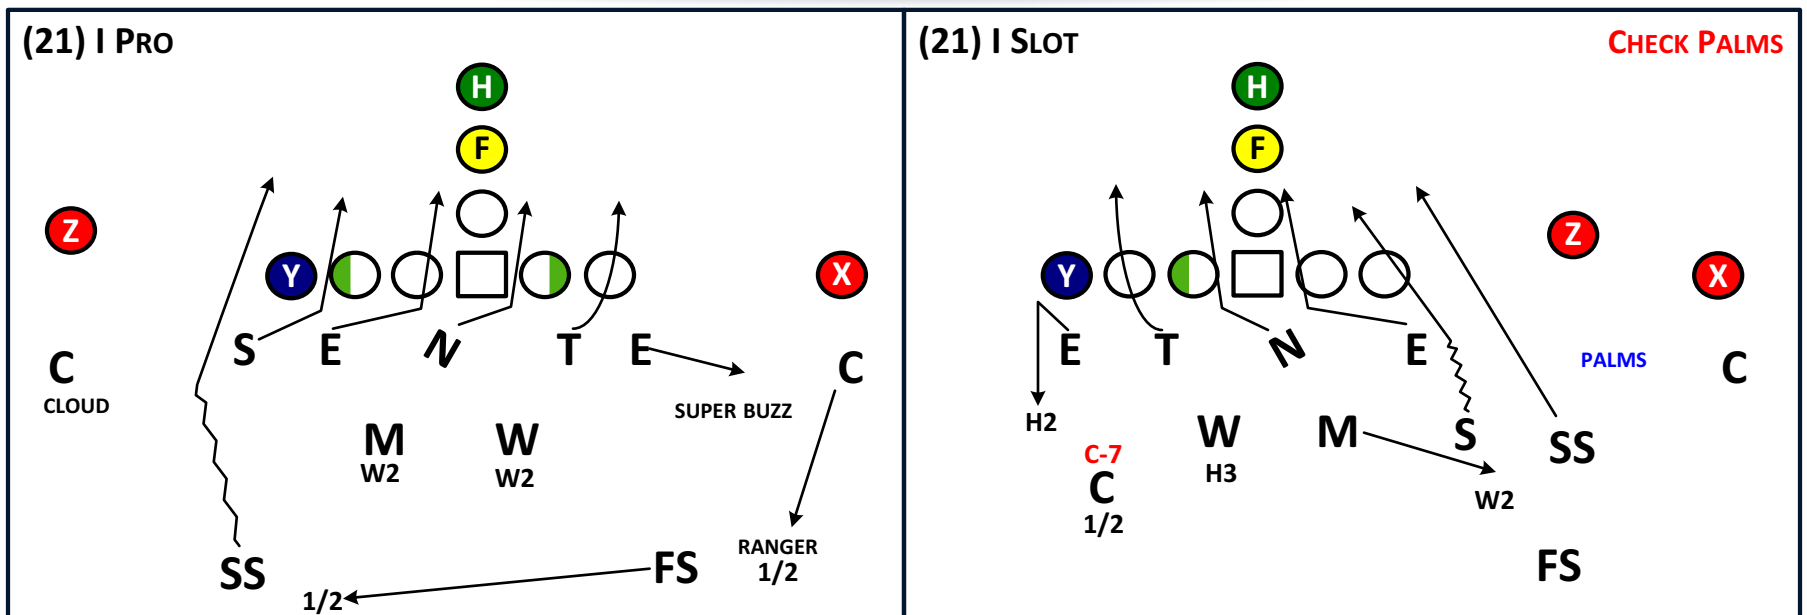 (21) I PRO
H
F
Z
Y
X
S E N T E
C
CLOUD
C
SUPER BUZZ
M W
W2 W2
RANGER
1/2
SS
FS
1/2
(21) I SLOT
CHECK PALMS
H
F
Z
Y
X
E T N E
PALMS
C
H2
W M S SS
C-7
C
H3
W2
1/2
FS